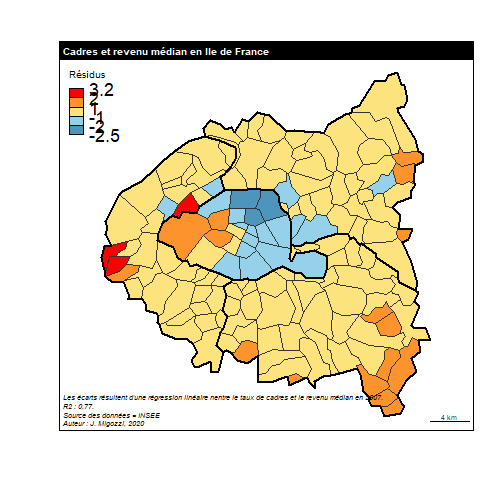 Cadres et revenu médian en Ile de France
Résidus
3.2
2
1
-1
-2
-2.5
Les écarts résultent d'une régression linéaire nentre le taux de cadres et le revenu médian en 2007.
R2 : 0,77.
Source des données = INSEE
Auteur : J. Migozzi, 2020
4 km